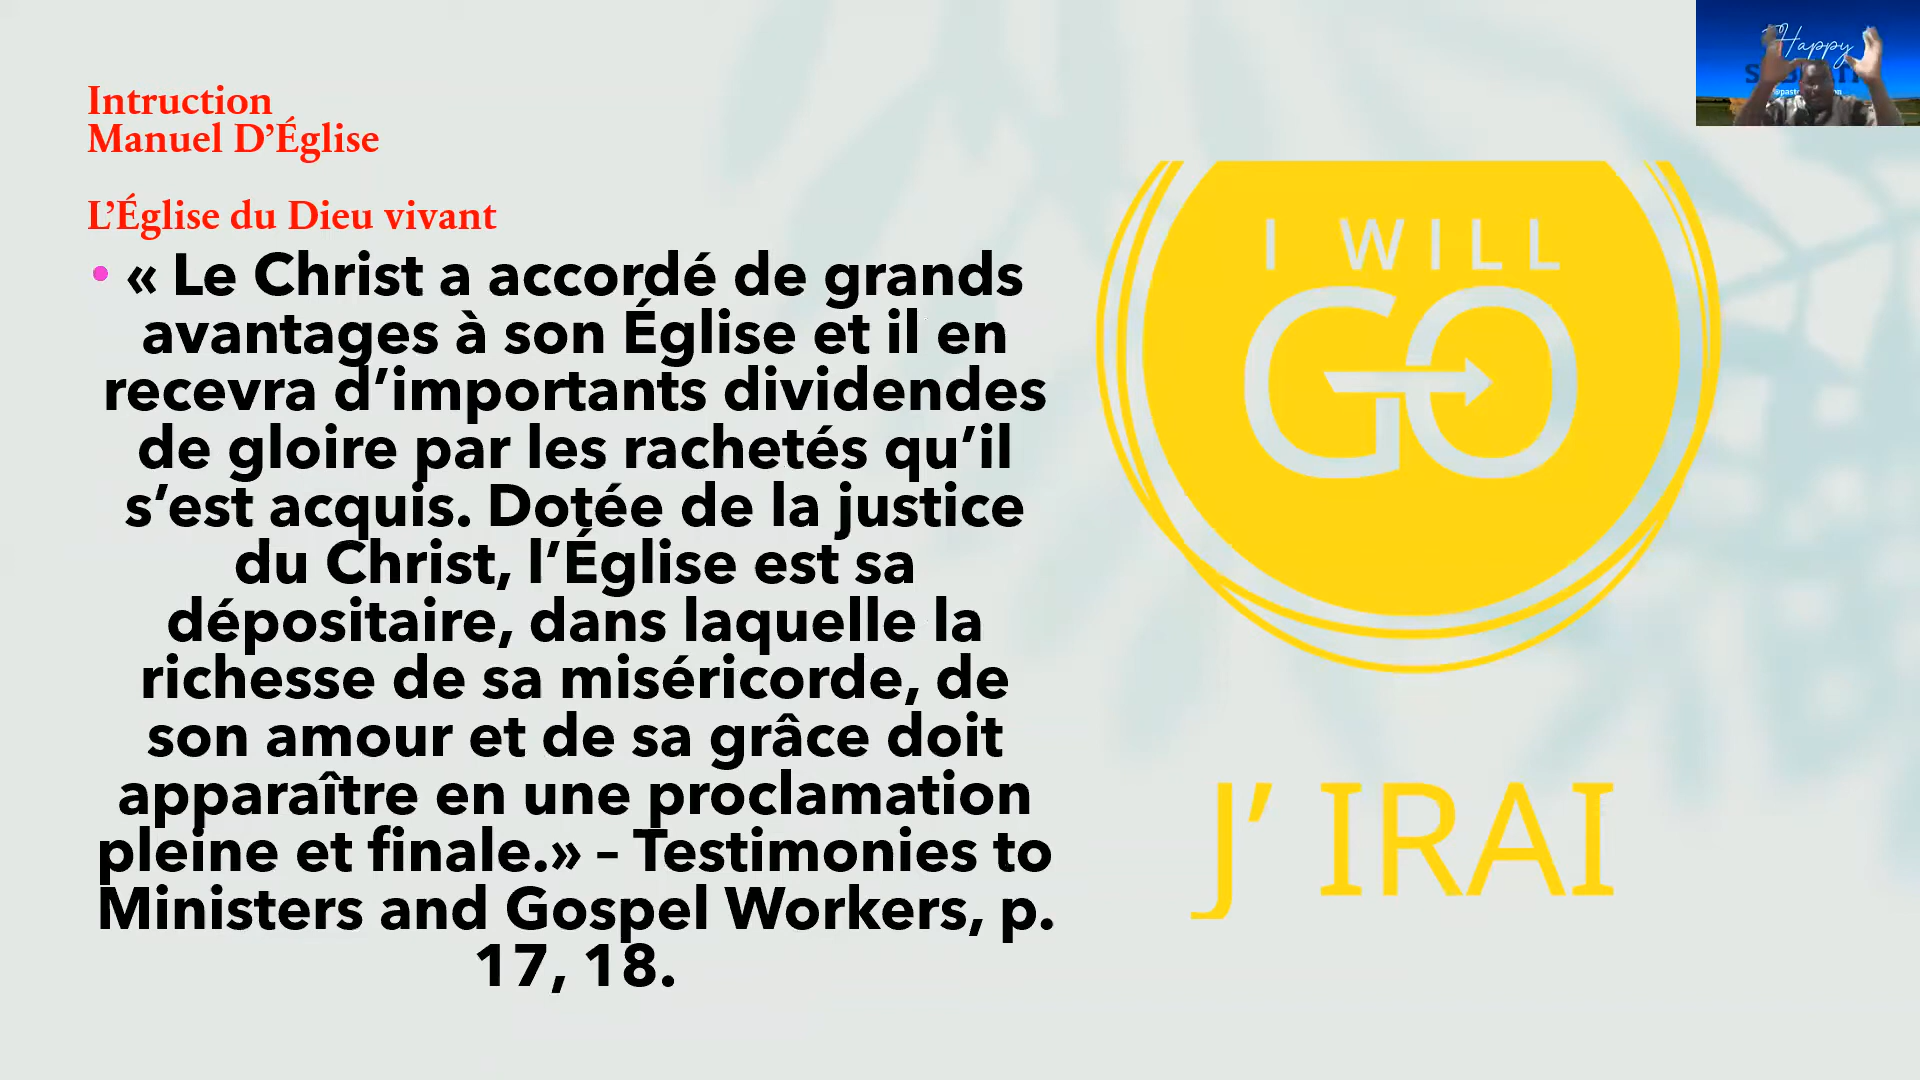 Intruction
Manuel D’Église
L’Église du Dieu vivant
• « Le Christ a accordé de grands
avantages à son Église et il en
recevra d’importants dividendes
de gloire par les rachetés qu’il
s’est acquis. Dotée de la justice
du Christ, l’Église est sa
dépositaire, dans laquelle la
richesse de sa miséricorde, de
son amour et de sa grâce doit
apparaître en une proclamation
pleine et finale.» – Testimonies to
Ministers and Gospel Workers, p.
17, 18.
I WILL
GO
J’ IRAI
Happy